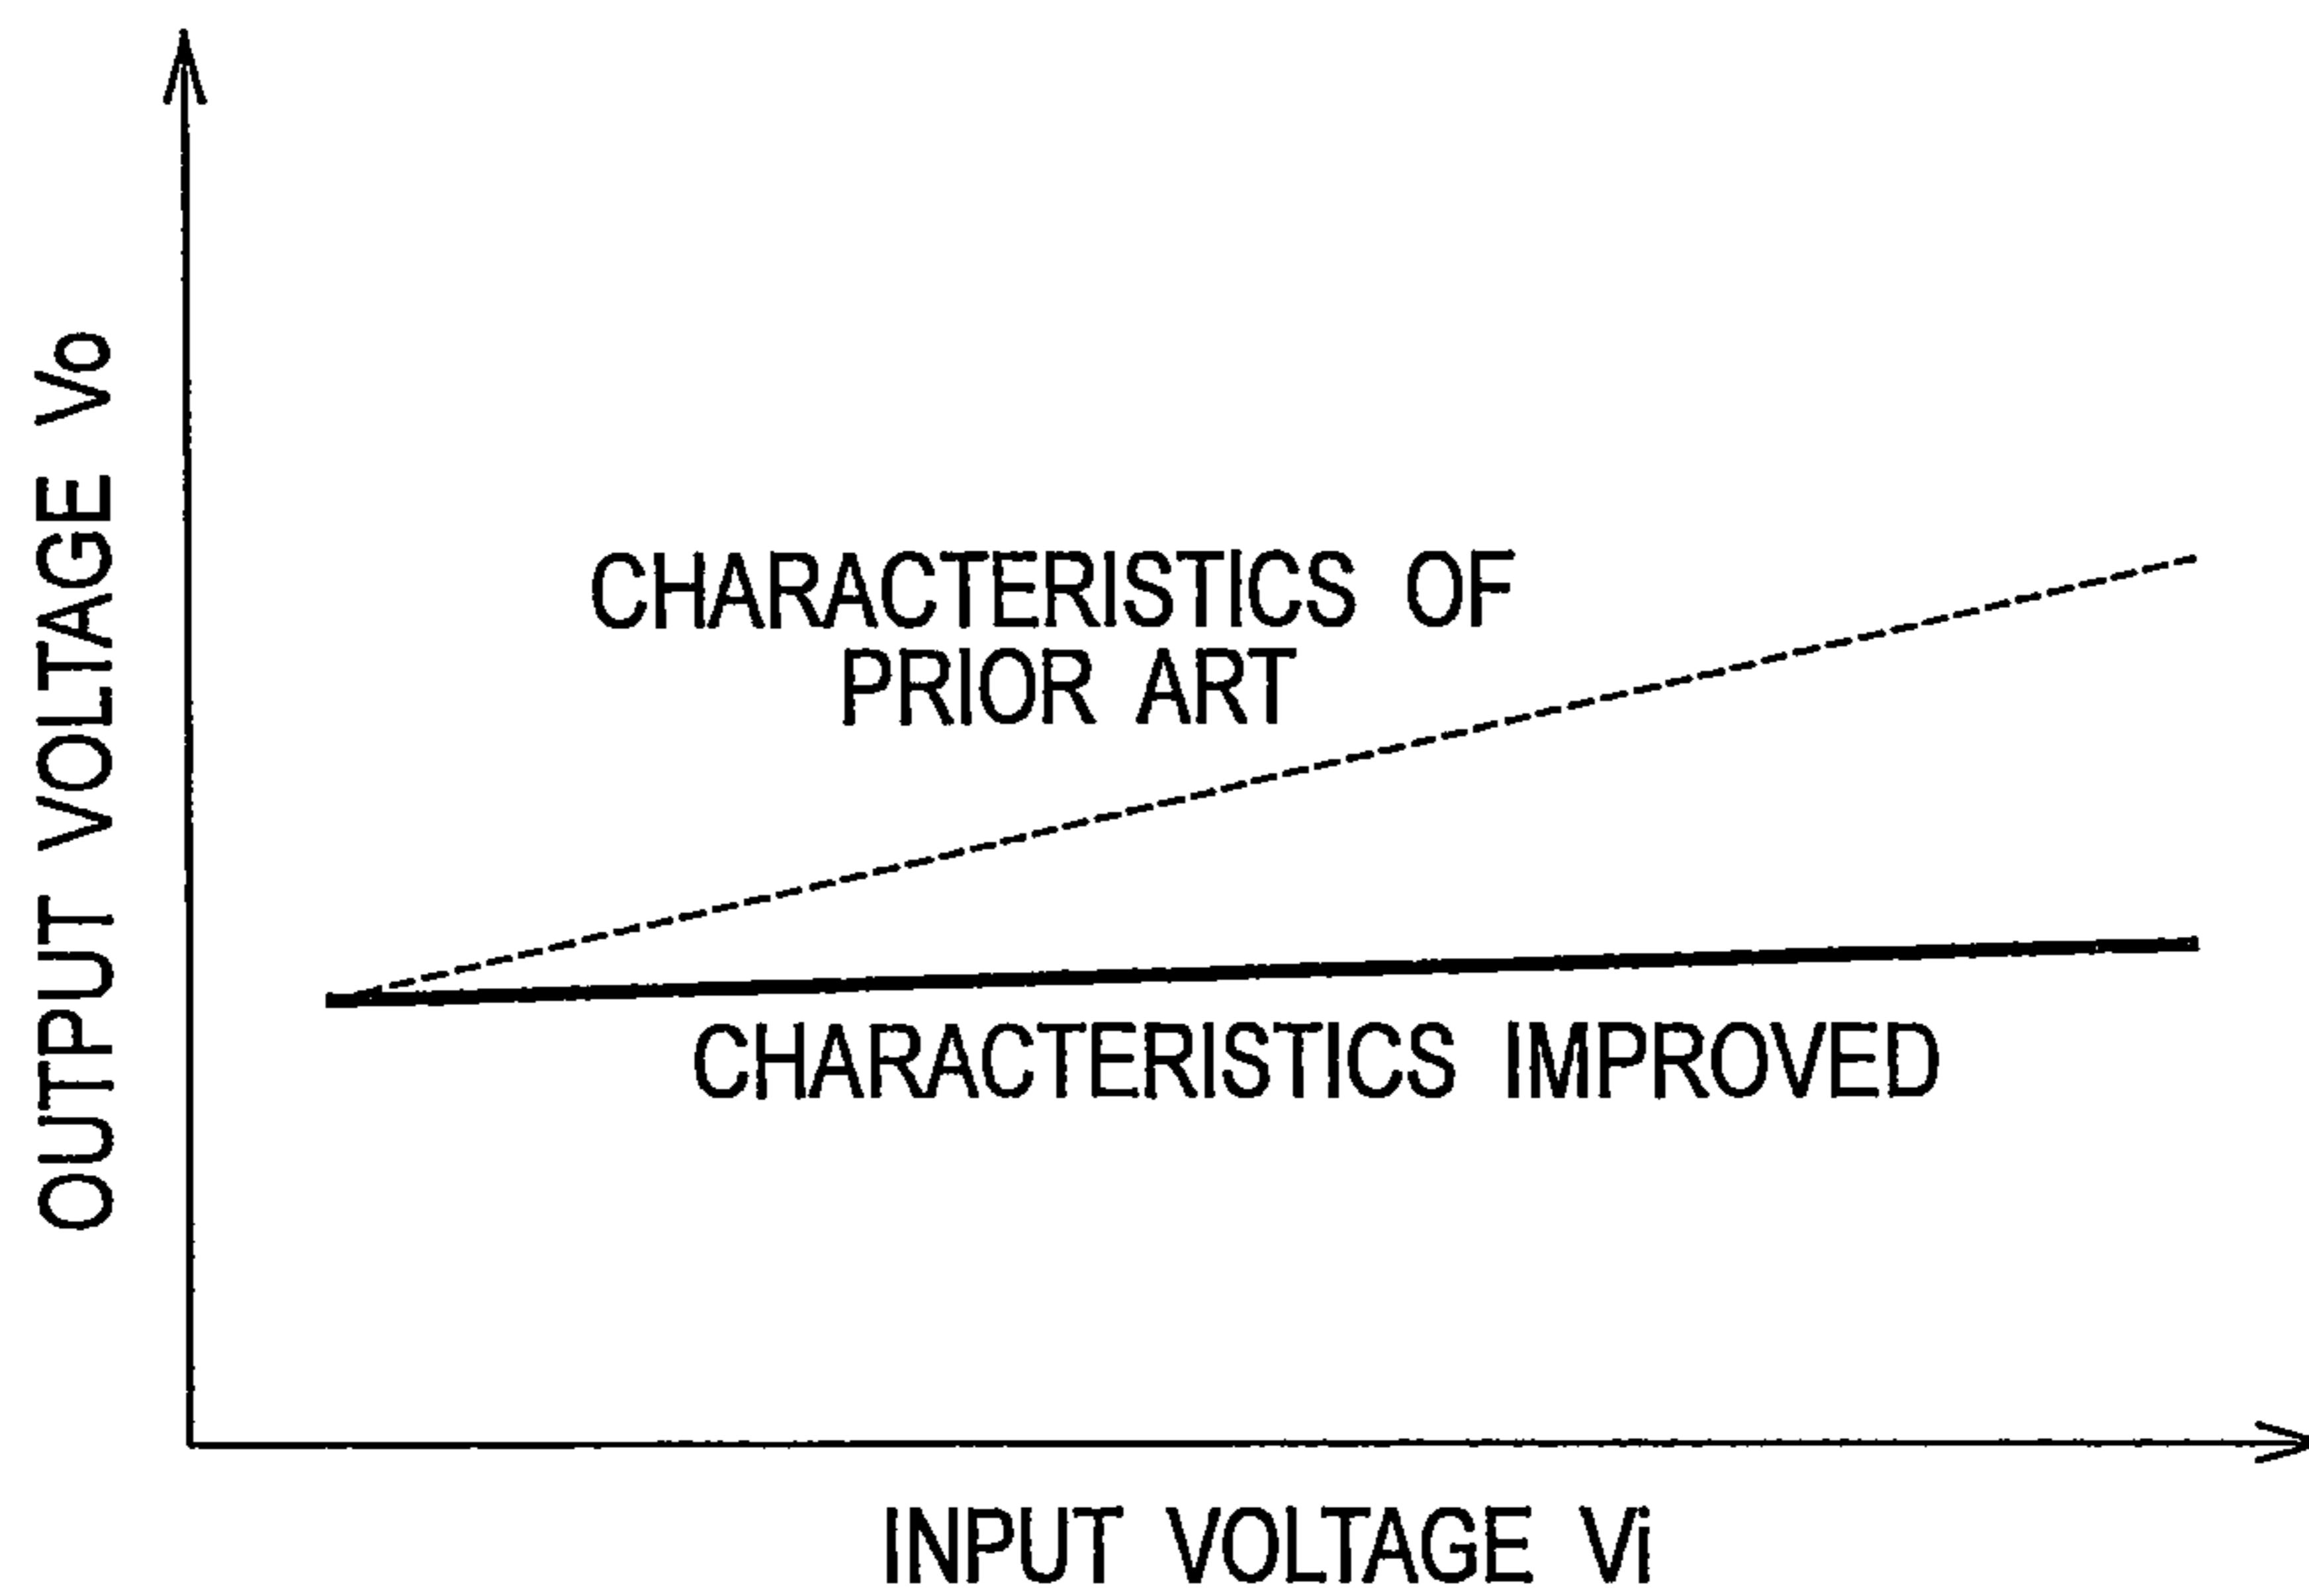 OUTPUT VOLTAGE Vo
CHARACTERISTICS OF
PRIOR ART
CHARACTERISTICS IMPROVED
INPUT VOLTAGE Vi